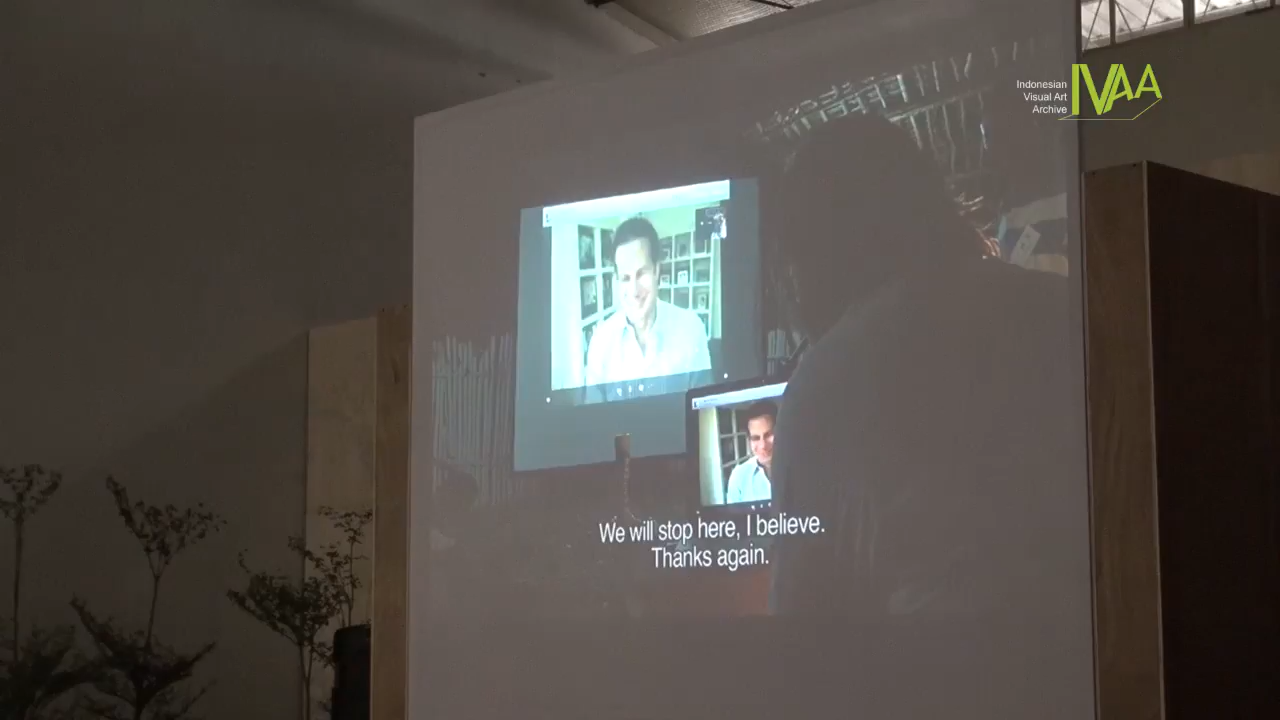 Indonesian
Visual Art
Archive
IVAA
We will stop here, I believe.
Thanks again.